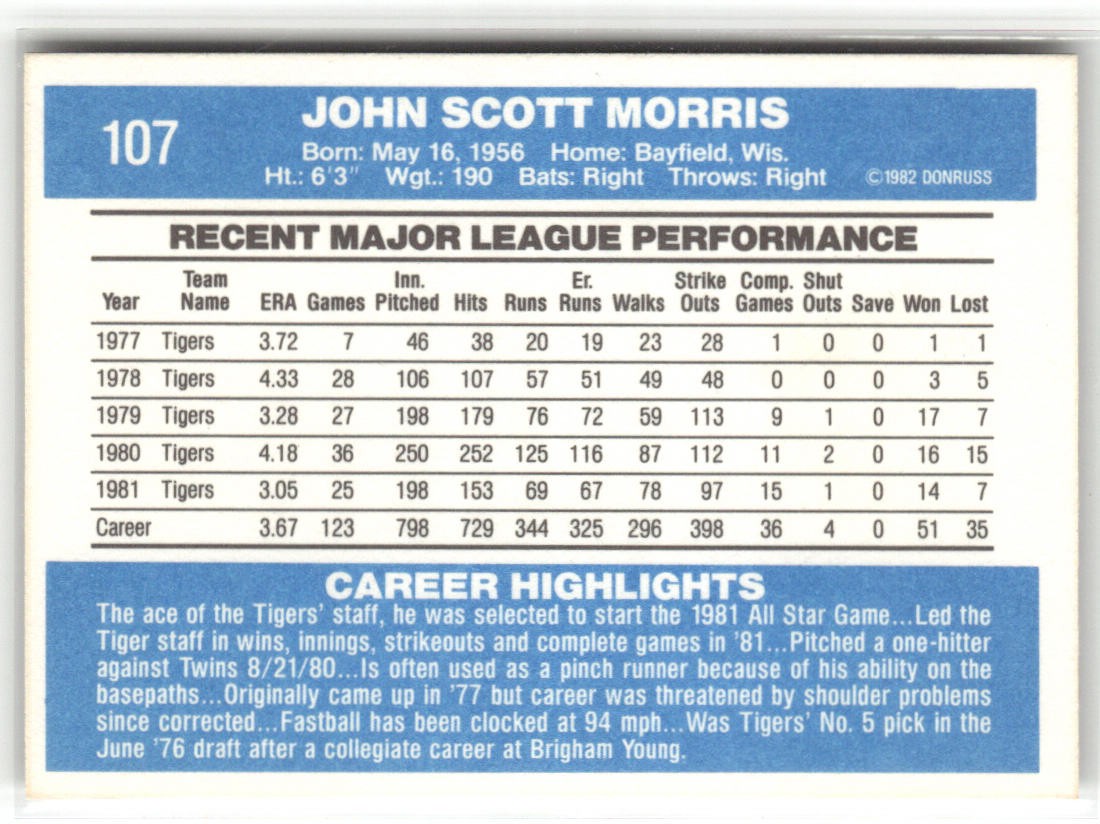 107
JOHN SCOTT MORRIS
Born: May 16, 1956 Home: Bayfield, Wis.
Ht.: 6'3" Wgt.: 190 Bats: Right Throws: Right ©1982 DONRUSS
RECENT MAJOR LEAGUE PERFORMANCE
Year Team Name ERA Games Inn. Pitched Hits Runs Er. Runs Walks Strike Outs Comp. Games Shut Outs Save Won Lost
1977 Tigers 3.72 7 46 38 20 19 23 28 1 0 0 1 1
1978 Tigers 4.33 28 106 107 57 51 49 48 0 0 0 3 5
1979 Tigers 3.28 27 198 179 76 72 59 113 9 1 0 17 7
1980 Tigers 4.18 36 250 252 125 116 87 112 11 2 0 16 15
1981 Tigers 3.05 25 198 153 69 67 78 97 15 1 0 14 7
Career 3.67 123 798 729 344 325 296 398 36 4 0 51 35
CAREER HIGHLIGHTS
The ace of the Tigers' staff, he was selected to start the 1981 All Star Game...Led the
Tiger staff in wins, innings, strikeouts and complete games in '81...Pitched a one-hitter
against Twins 8/21/80...Is often used as a pinch runner because of his ability on the
basepaths...Originally came up in '77 but career was threatened by shoulder problems
since corrected...Fastball has been clocked at 94 mph...Was Tigers' No. 5 pick in the
June '76 draft after a collegiate career at Brigham Young.